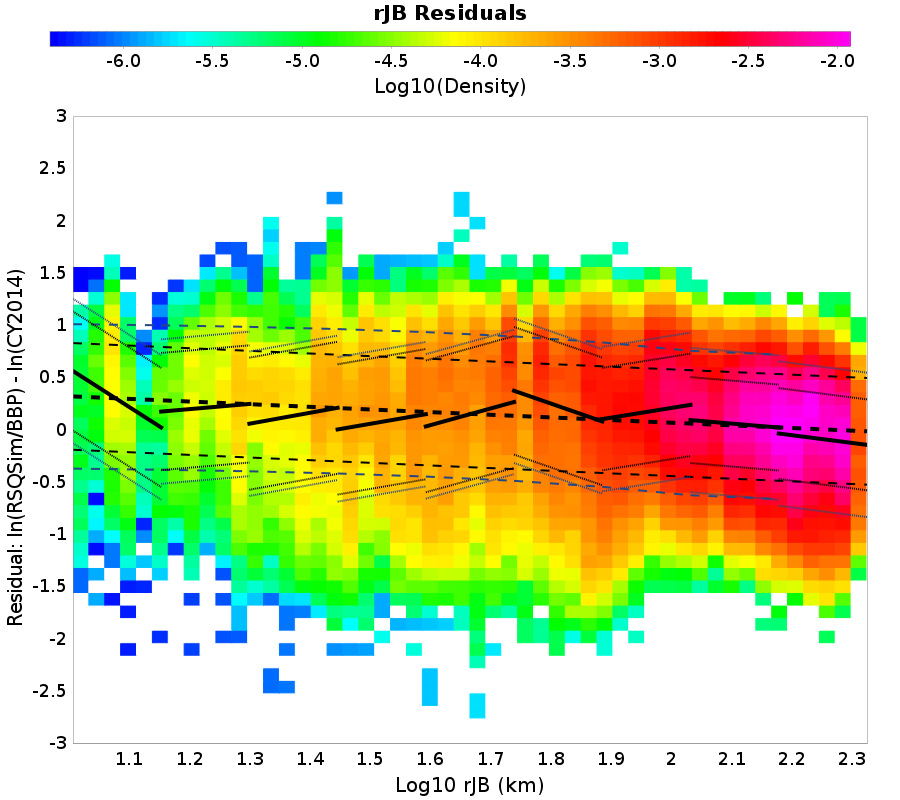 rJB Residuals
-6.0 -5.5 -5.0 -4.5 -4.0 -3.5 -3.0 -2.5 -2.0
Log10(Density)
3
2.5
2
1.5
1
0.5
0
-0.5
-1
-1.5
-2
-2.5
-3
Residual: ln(RSQSim/BBP) - ln(CY2014)
1.1 1.2 1.3 1.4 1.5 1.6 1.7 1.8 1.9 2 2.1 2.2 2.3
Log10 rJB (km)